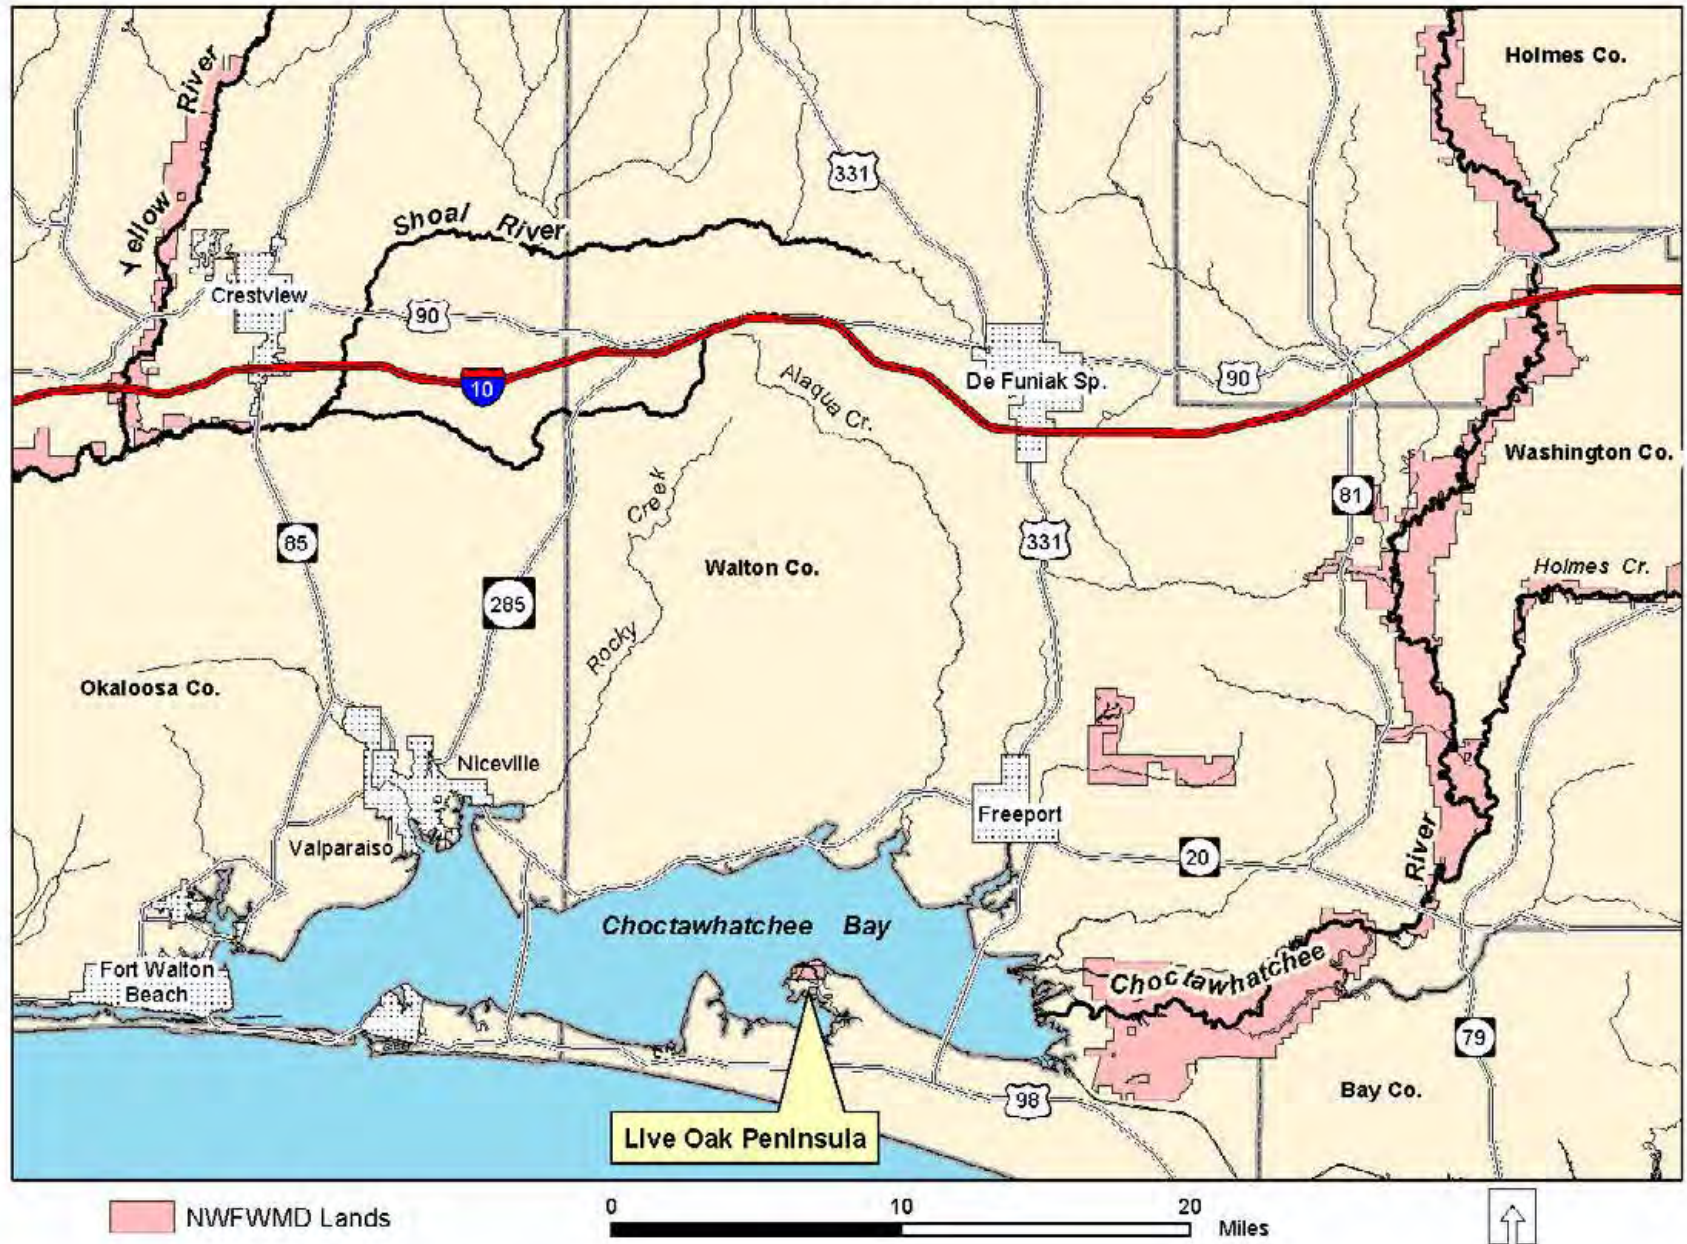 Holmes Co.
Yellow River
331
Shoal River
Crestview
90
10
De Funiak Sp.
90
Alaqua Cr.
Washington Co.
81
85
331
Rocky Creek
Walton Co.
Holmes Cr.
285
Okaloosa Co.
Niceville
Freeport
Valparaiso
20
Choctawhatchee River
Choctawhatchee Bay
Fort Walton
Beach
79
98
Bay Co.
Live Oak Peninsula
NWFWMD Lands
0 10 20
Miles